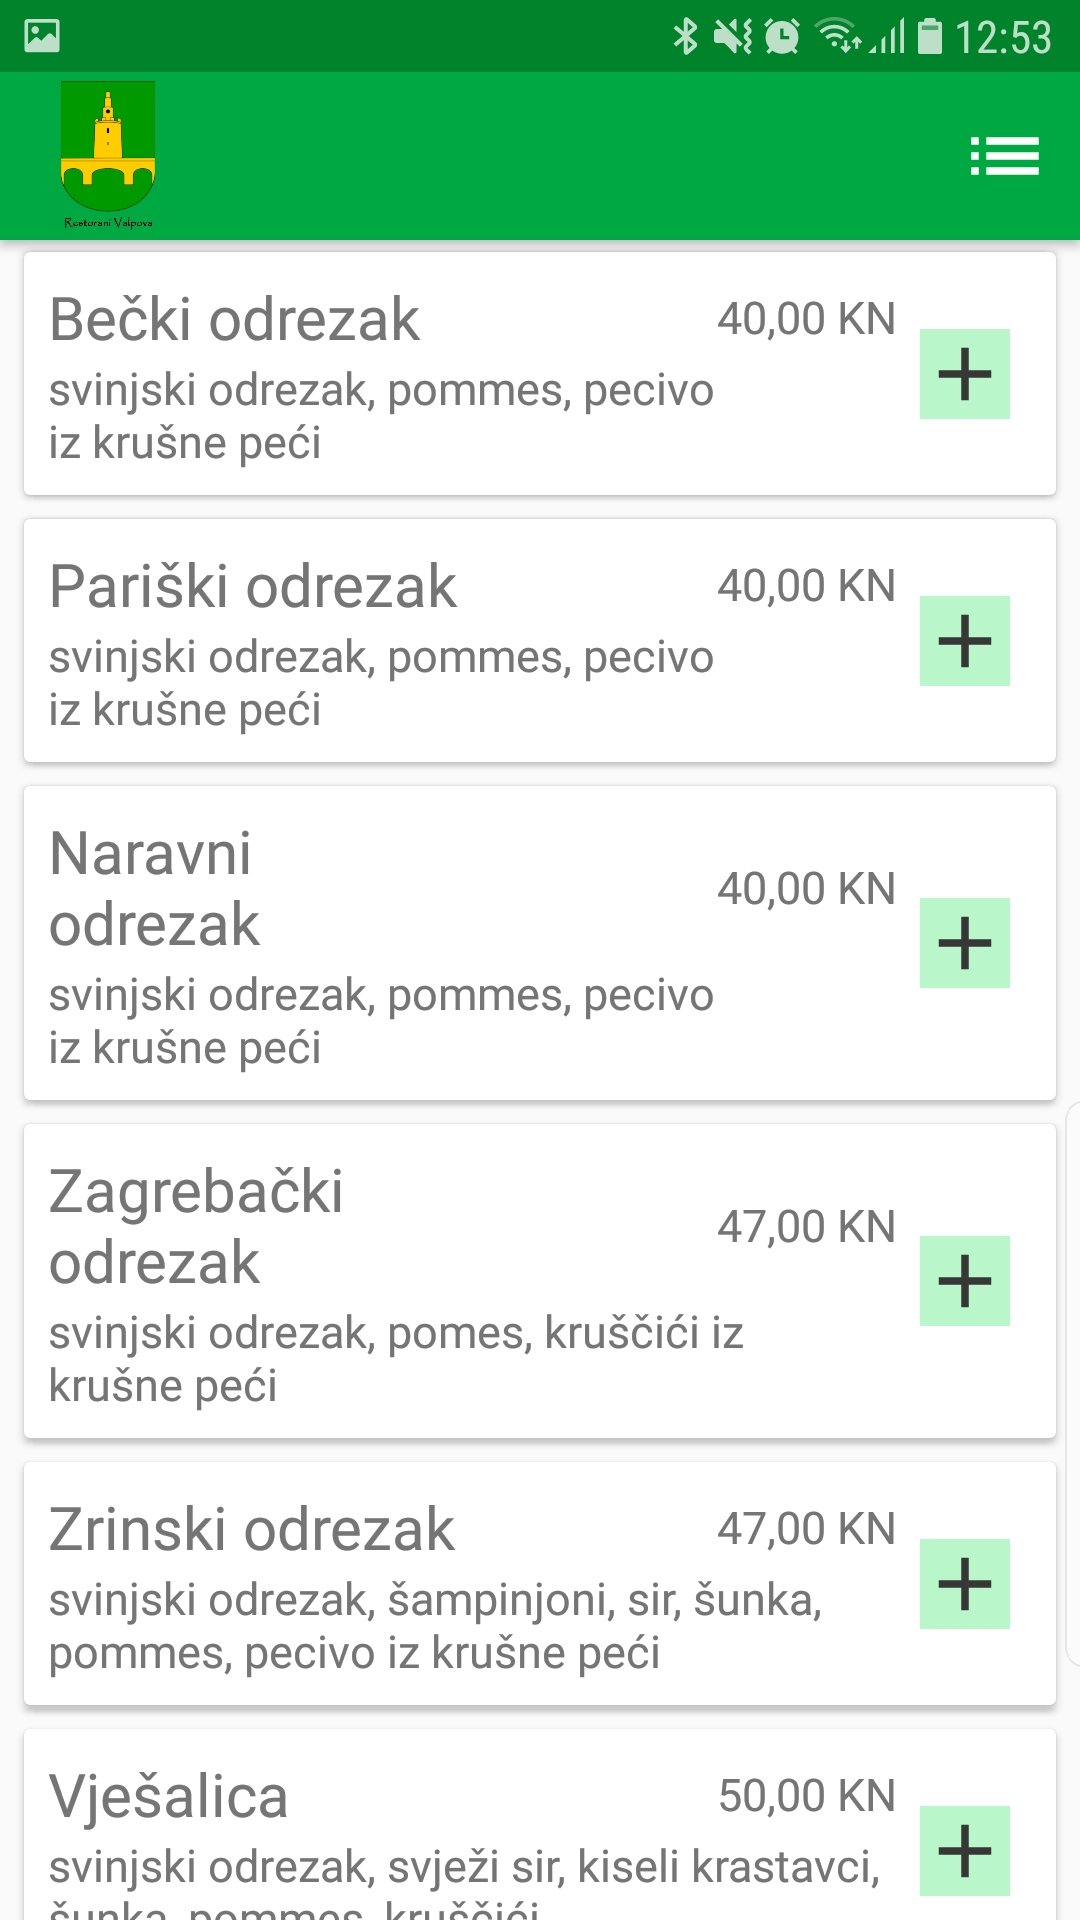 12:53
Restorani Valpova
Bečki odrezak
40,00 KN
svinjski odrezak, pommes, pecivo
iz krušne peći
Pariški odrezak
40,00 KN
svinjski odrezak, pommes, pecivo
iz krušne peći
Naravni
odrezak
40,00 KN
svinjski odrezak, pommes, pecivo
iz krušne peći
Zagrebački
odrezak
47,00 KN
svinjski odrezak, pomes, kruščići iz
krušne peći
Zrinski odrezak
47,00 KN
svinjski odrezak, šampinjoni, sir, šunka,
pommes, pecivo iz krušne peći
Vješalica
50,00 KN
svinjski odrezak, svježi sir, kiseli krastavci,
šunka, pommes, kruščići